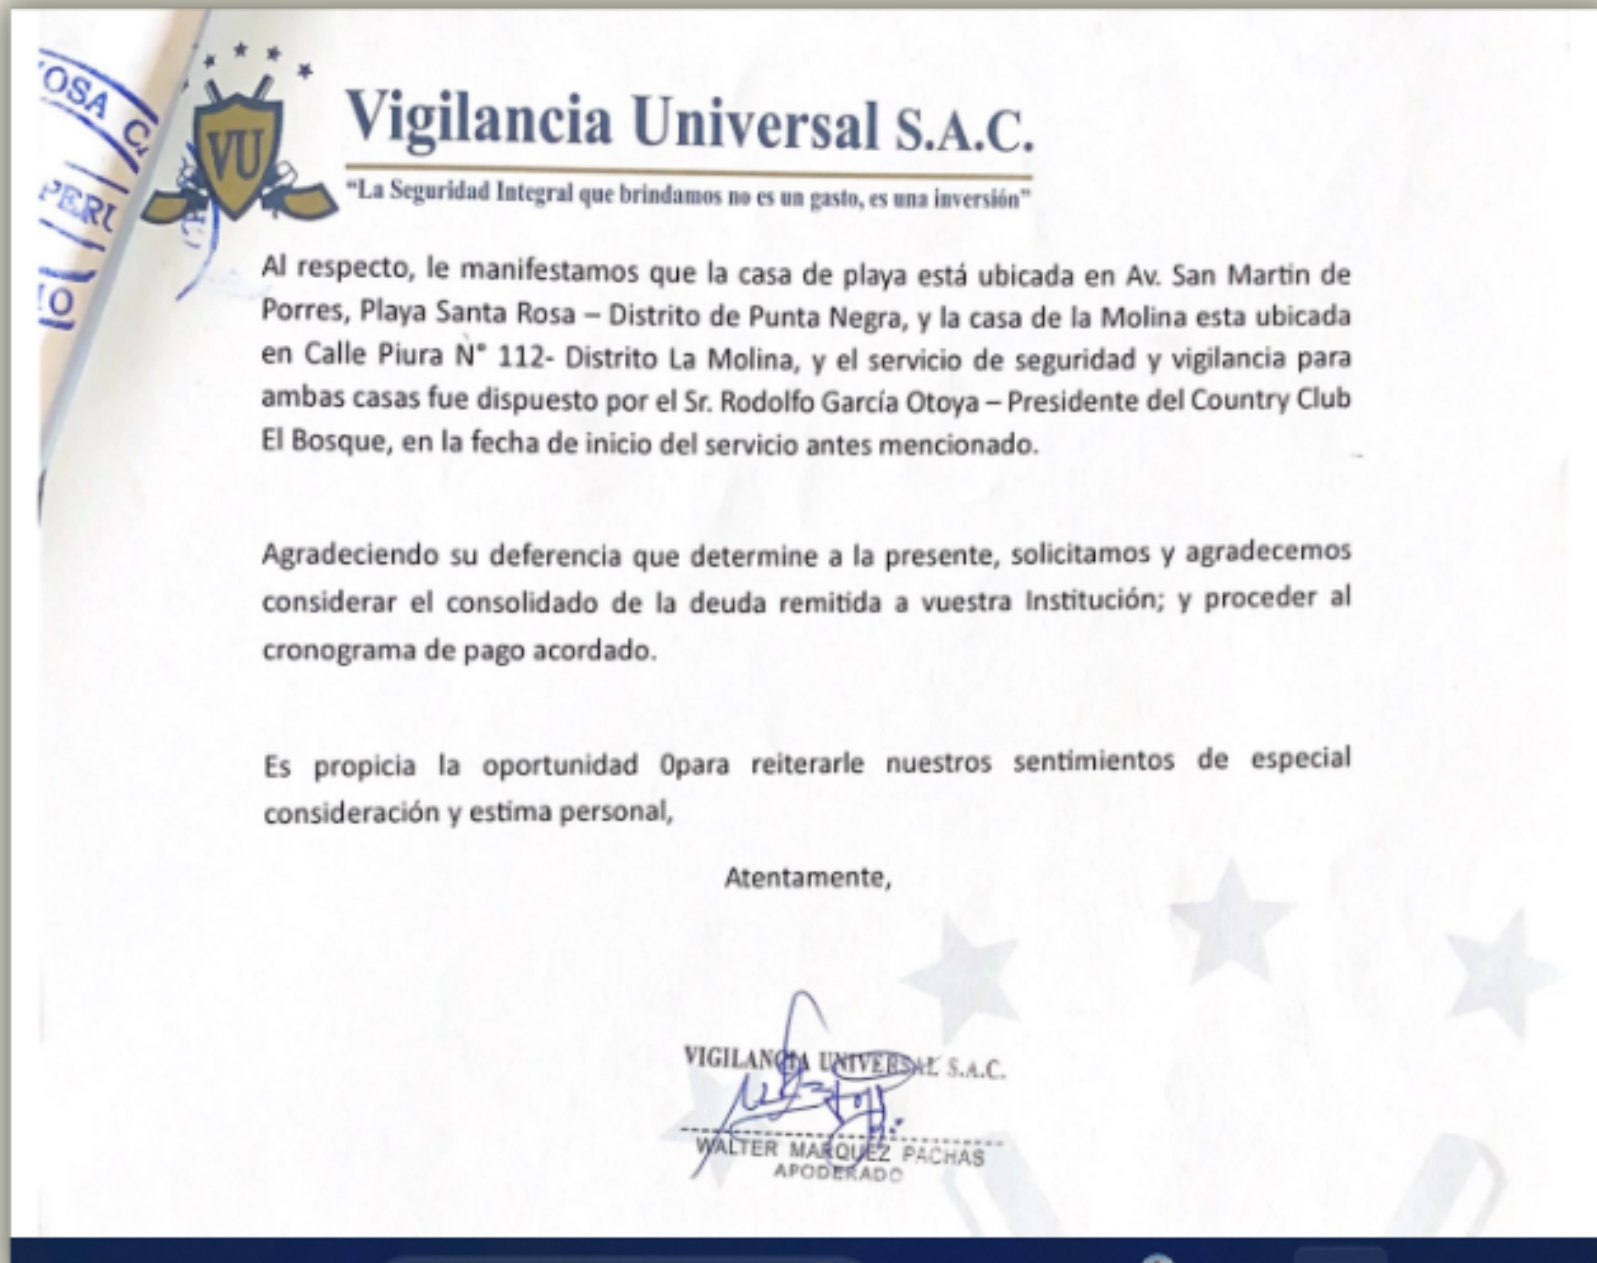 OSA
PERÚ
IO
VU
Vigilancia Universal S.A.C.
“La Seguridad Integral que brindamos no es un gasto, es una inversión”
Al respecto, le manifestamos que la casa de playa está ubicada en Av. San Martin de
Porres, Playa Santa Rosa – Distrito de Punta Negra, y la casa de la Molina esta ubicada
en Calle Piura N° 112- Distrito La Molina, y el servicio de seguridad y vigilancia para
ambas casas fue dispuesto por el Sr. Rodolfo García Otoya – Presidente del Country Club
El Bosque, en la fecha de inicio del servicio antes mencionado.
Agradeciendo su deferencia que determine a la presente, solicitamos y agradecemos
considerar el consolidado de la deuda remitida a vuestra Institución; y proceder al
cronograma de pago acordado.
Es propicia la oportunidad 0para reiterarle nuestros sentimientos de especial
consideración y estima personal,
Atentamente,
VIGILANCIA UNIVERSAL S.A.C.
WALTER MARQUEZ PACHAS
APODERADO